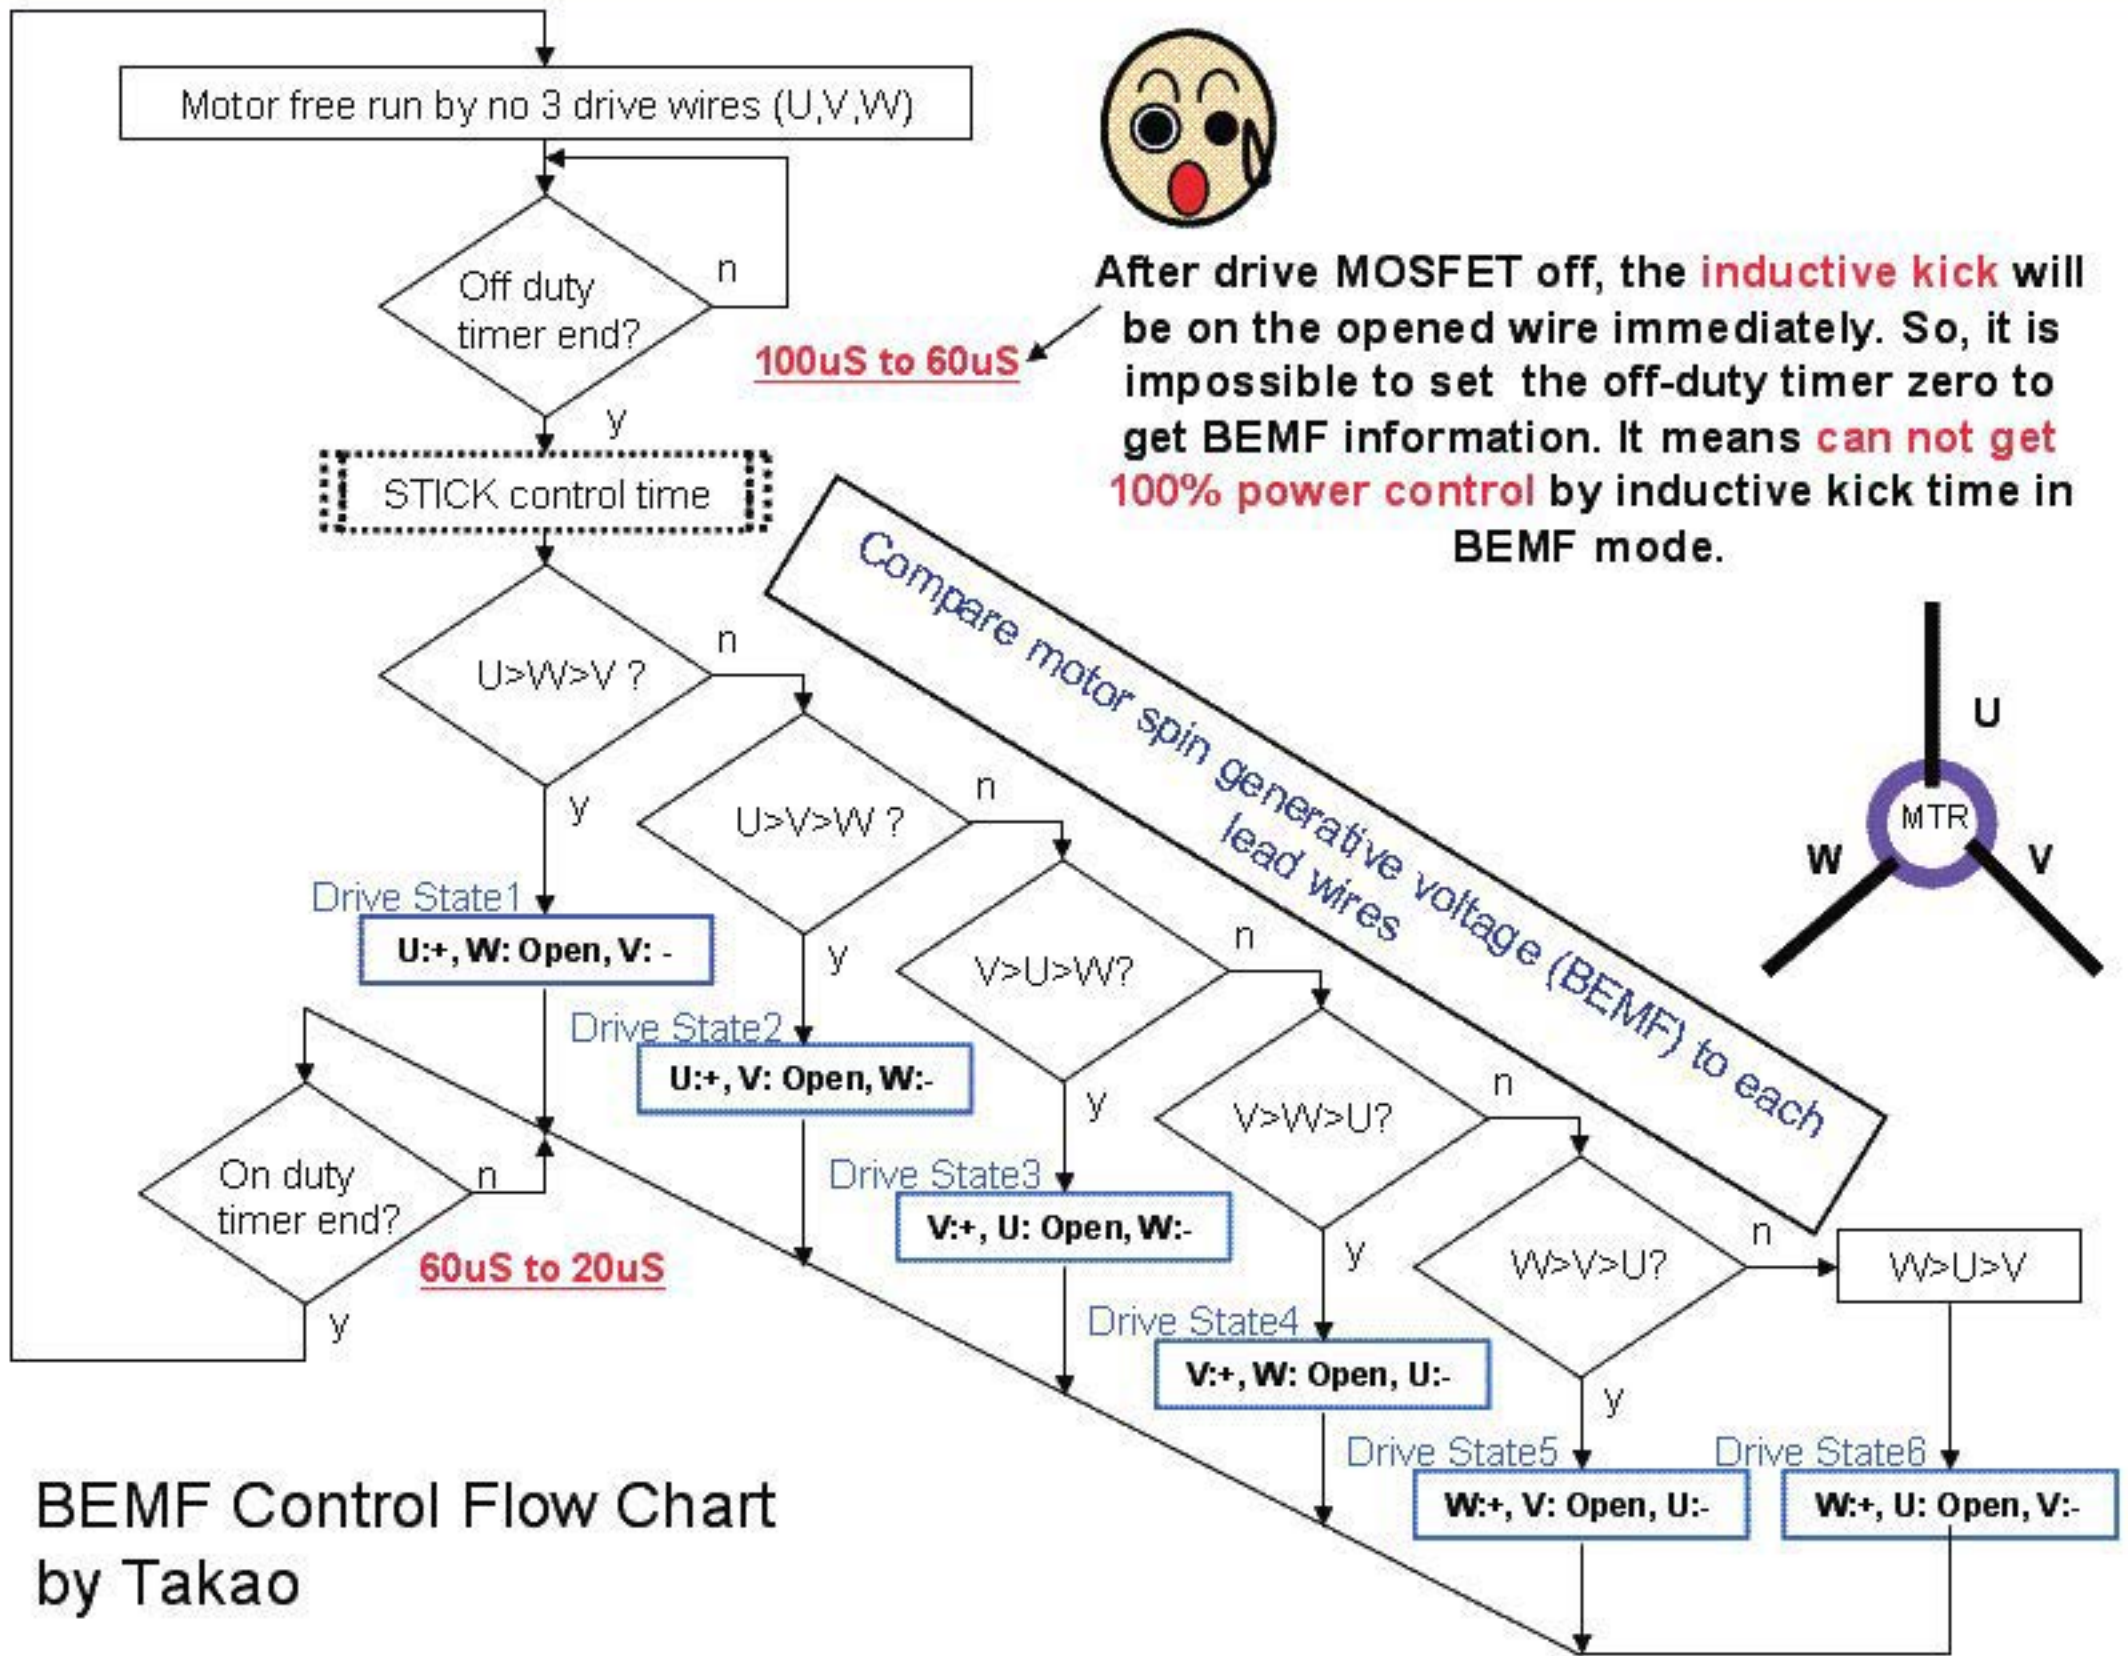 Motor free run by no 3 drive wires (U,V,W)
Off duty
timer end?
n
y
100uS to 60uS
After drive MOSFET off, the inductive kick will
be on the opened wire immediately. So, it is
impossible to set the off-duty timer zero to
get BEMF information. It means can not get
100% power control by inductive kick time in
BEMF mode.
STICK control time
Compare motor spin generative voltage (BEMF) to each
lead wires
U
MTR
W
V
U>W>V ?
n
y
U>V>W ?
n
y
Drive State1
U:+, W: Open, V: -
V>U>W?
n
y
Drive State2
U:+, V: Open, W:-
V>W>U?
n
y
Drive State3
V:+, U: Open, W:-
On duty
timer end?
n
y
60uS to 20uS
W>V>U?
n
y
W>U>V
Drive State4
V:+, W: Open, U:-
Drive State5
W:+, V: Open, U:-
Drive State6
W:+, U: Open, V:-
BEMF Control Flow Chart
by Takao